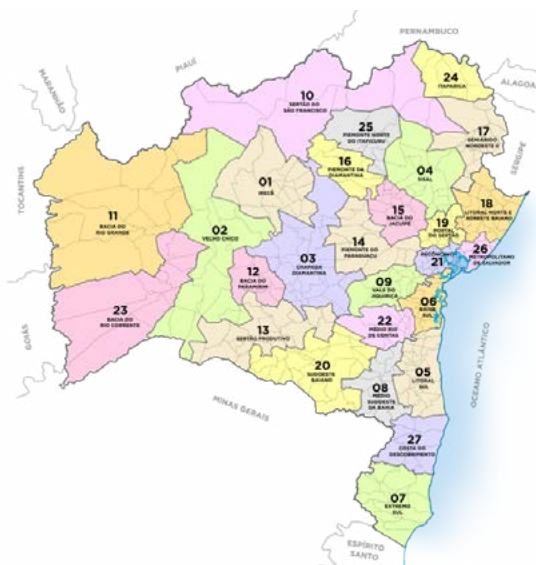 PERNAMBUCO
PIAUÍ
MARANHÃO
ALAGOA
SERGIPE
TOCANTINS
GOIÁS
MINAS GERAIS
ESPÍRITO
SANTO
OCEANO ATLÂNTICO
24
ITAPARICA
10
SERTÃO DO
SÃO FRANCISCO
25
PIEMONTE NORTE
DO ITAPICURU
17
SEMIÁRIDO
NORDESTE II
16
PIEMONTE DA
DIAMANTINA
04
SISAL
01
IRECÊ
11
BACIA DO
RIO GRANDE
02
VELHO CHICO
15
BACIA DO
JACUÍPE
18
LITORAL NORTE E
AGRESTE BAIANO
19
PORTAL
DO SERTÃO
14
PIEMONTE DO
PARAGUAÇU
03
CHAPADA
DIAMANTINA
21
RECÔNCAVO
26
METROPOLITANO
DE SALVADOR
12
BACIA DO
PARAMIRIM
09
VALE DO
JIQUIRIÇÁ
06
BAIXO
SUL
23
BACIA DO
RIO CORRENTE
22
MÉDIO RIO
DE CONTAS
13
SERTÃO PRODUTIVO
20
SUDOESTE
BAIANO
08
MÉDIO
SUDOESTE
DA BAHIA
05
LITORAL
SUL
27
COSTA DO
DESCOBRIMENTO
07
EXTREMO
SUL